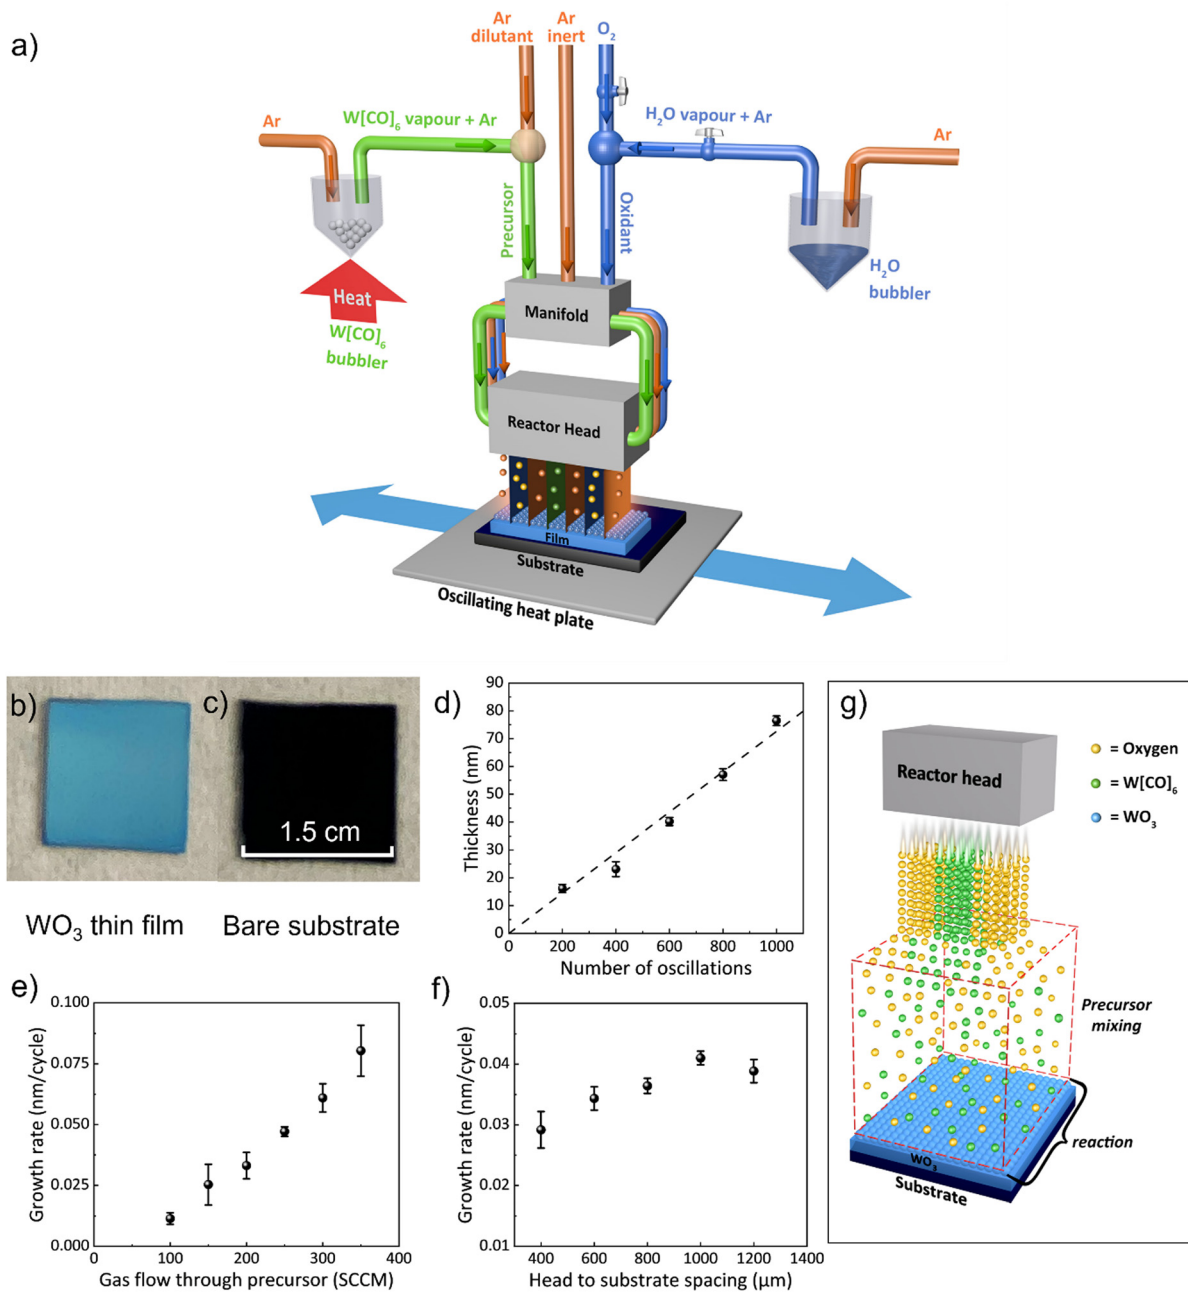 a)
Ar
dilutant
Ar
inert
O₂
Ar
W[CO]₆ vapour + Ar
H₂O vapour + Ar
Ar
Precursor
Oxidant
Heat
W[CO]₆
bubbler
H₂O
bubbler
Manifold
Reactor Head
Film
Substrate
Oscillating heat plate
b)
c)
1.5 cm
WO₃ thin film
Bare substrate
d)
Thickness (nm)
90
80
70
60
50
40
30
20
10
0
0
200
400
600
800
1000
Number of oscillations
e)
Growth rate (nm/cycle)
0.100
0.075
0.050
0.025
0.000
0
100
200
300
400
Gas flow through precursor (SCCM)
f)
Growth rate (nm/cycle)
0.05
0.04
0.03
0.02
0.01
400
600
800
1000
1200
1400
Head to substrate spacing (µm)
g)
Reactor head
= Oxygen
= W[CO]₆
= WO₃
Precursor
mixing
reaction
WO₃
Substrate